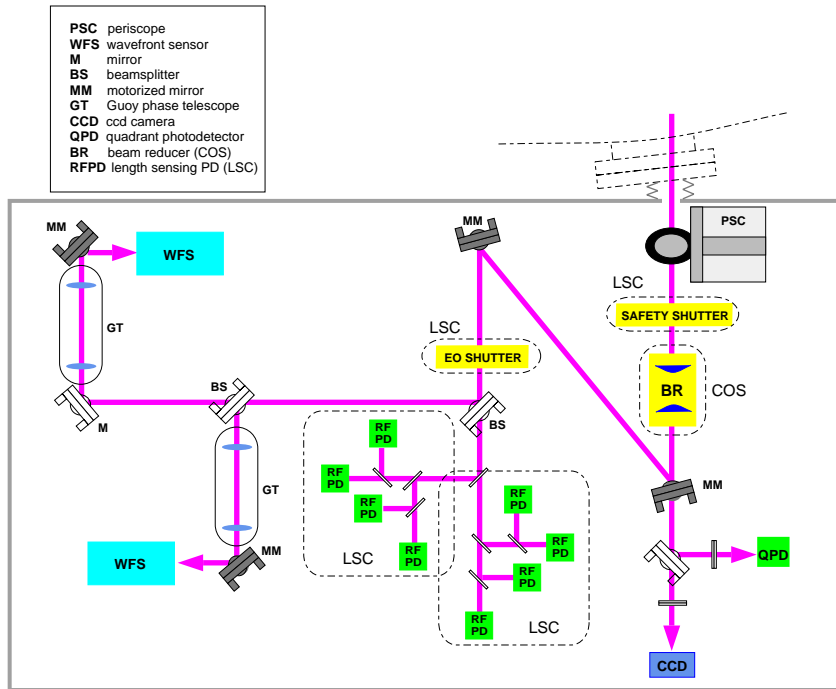 PSC periscope
WFS wavefront sensor
M mirror
BS beamsplitter
MM motorized mirror
GT Guoy phase telescope
CCD ccd camera
QPD quadrant photodetector
BR beam reducer (COS)
RFPD length sensing PD (LSC)
MM
MM
PSC
WFS
LSC
SAFETY SHUTTER
GT
LSC
EO SHUTTER
BS
BR
COS
M
BS
RF
PD
GT
RF
PD
RF
PD
MM
RF
PD
RF
PD
LSC
RF
PD
RF
PD
QPD
MM
WFS
RF
PD
RF
PD
LSC
CCD